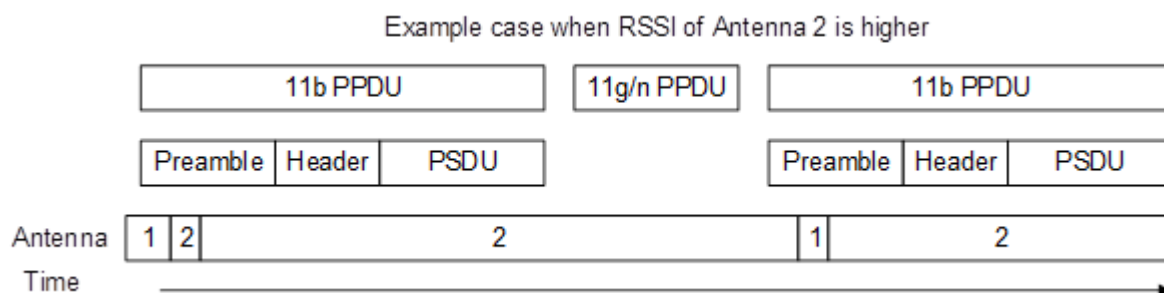 Example case when RSSI of Antenna 2 is higher
11b PPDU 11g/n PPDU 11b PPDU
Preamble Header PSDU Preamble Header PSDU
Antenna 1 2 2 1 2
Time